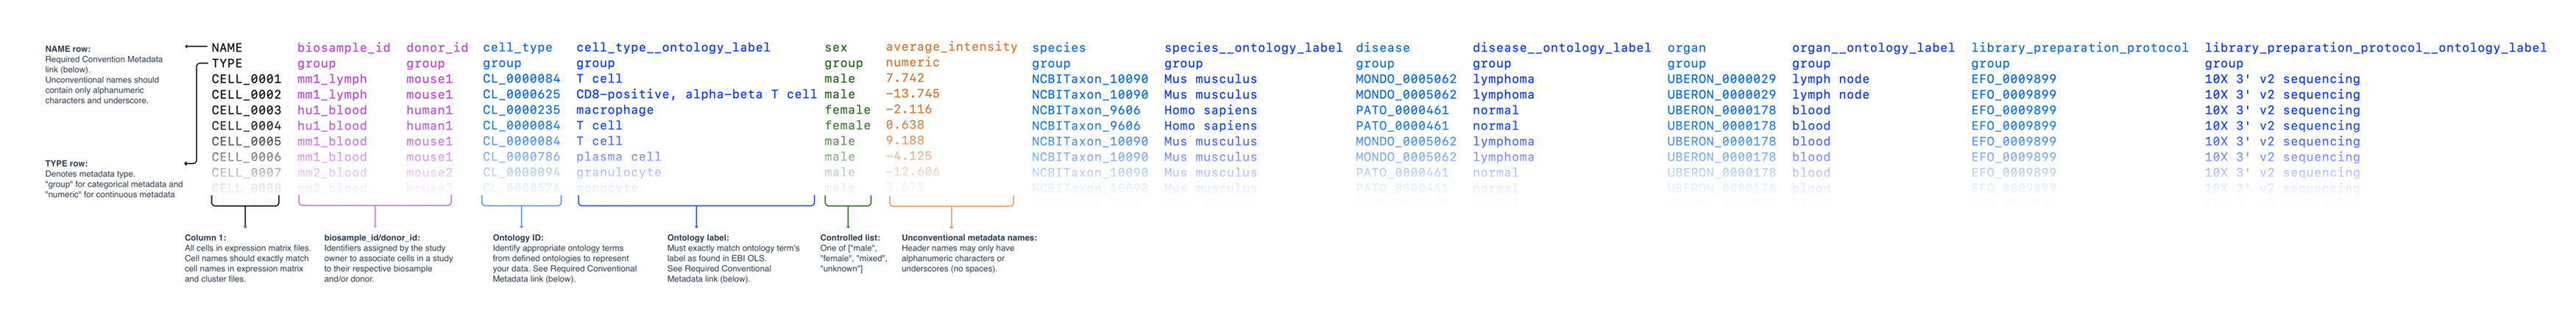 NAME row:
Required Convention Metadata
link (below).
Unconventional names should
contain only alphanumeric
characters and underscore.
TYPE row:
Denotes metadata type.
"group" for categorical metadata and
"numeric" for continuous metadata
NAME biosample_id donor_id cell_type cell_type__ontology_label sex average_intensity species species__ontology_label disease disease__ontology_label organ organ__ontology_label library_preparation_protocol library_preparation_protocol__ontology_label
TYPE group group group group group numeric group group group group group group group group
CELL_0001 mm1_lymph mouse1 CL_0000084 T cell male 7.742 NCBITaxon_10090 Mus musculus MONDO_0005062 lymphoma UBERON_0000029 lymph node EFO_0009899 10X 3' v2 sequencing
CELL_0002 mm1_lymph mouse1 CL_0000625 CD8-positive, alpha-beta T cell male -13.745 NCBITaxon_10090 Mus musculus MONDO_0005062 lymphoma UBERON_0000029 lymph node EFO_0009899 10X 3' v2 sequencing
CELL_0003 hu1_blood human1 CL_0000235 macrophage female -2.116 NCBITaxon_9606 Homo sapiens PATO_0000461 normal UBERON_0000178 blood EFO_0009899 10X 3' v2 sequencing
CELL_0004 hu1_blood human1 CL_0000084 T cell female 0.638 NCBITaxon_9606 Homo sapiens PATO_0000461 normal UBERON_0000178 blood EFO_0009899 10X 3' v2 sequencing
CELL_0005 mm1_blood mouse1 CL_0000084 T cell male 9.188 NCBITaxon_10090 Mus musculus MONDO_0005062 lymphoma UBERON_0000178 blood EFO_0009899 10X 3' v2 sequencing
CELL_0006 mm1_blood mouse1 CL_0000786 plasma cell male -4.125 NCBITaxon_10090 Mus musculus MONDO_0005062 lymphoma UBERON_0000178 blood EFO_0009899 10X 3' v2 sequencing
CELL_0007 mm2_blood mouse2 CL_0000094 granulocyte male -12.606 NCBITaxon_10090 Mus musculus PATO_0000461 normal UBERON_0000178 blood EFO_0009899 10X 3' v2 sequencing
CELL_0008 mm2_blood mouse2 CL_0000576 monocyte male 3.675 NCBITaxon_10090 Mus musculus PATO_0000461 normal UBERON_0000178 blood EFO_0009899 10X 3' v2 sequencing
Column 1:
All cells in expression matrix files.
Cell names should exactly match
cell names in expression matrix
and cluster files.
biosample_id/donor_id:
Identifiers assigned by the study
owner to associate cells in a study
to their respective biosample
and/or donor.
Ontology ID:
Identify appropriate ontology terms
from defined ontologies to represent
your data. See Required Conventional
Metadata link (below).
Ontology label:
Must exactly match ontology term's
label as found in EBI OLS.
See Required Conventional
Metadata link (below).
Controlled list:
One of ["male",
"female", "mixed",
"unknown"]
Unconventional metadata names:
Header names may only have
alphanumeric characters or
underscores (no spaces).